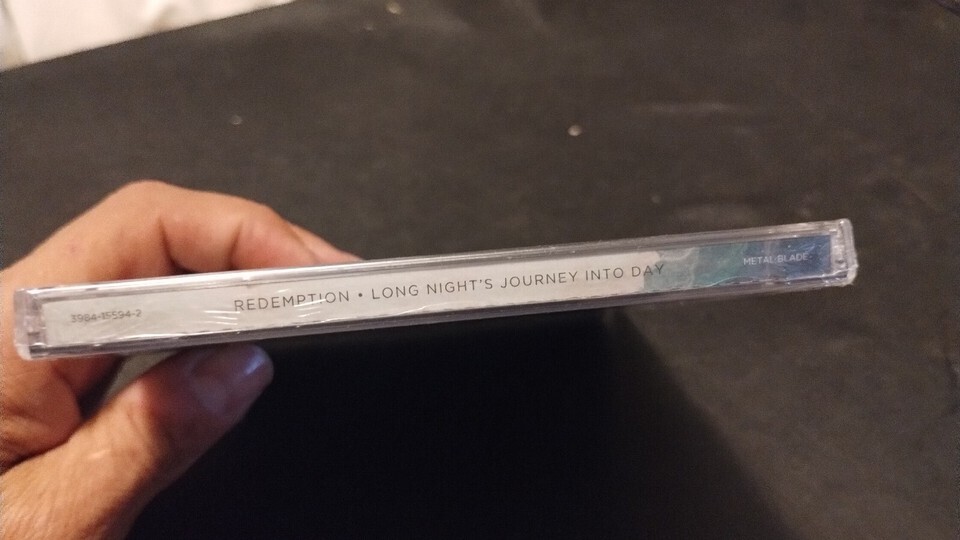 3984-15594-2
REDEMPTION • LONG NIGHT'S JOURNEY INTO DAY
METAL BLADE